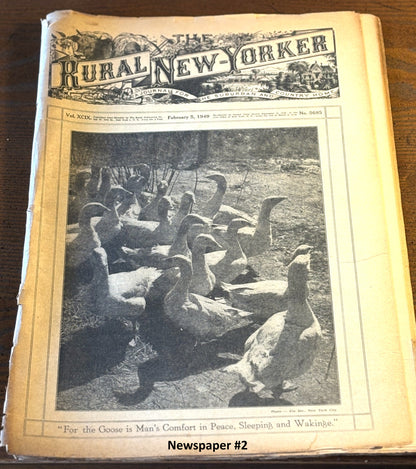 THE
RURAL NEW-YORKER
A JOURNAL FOR THE SUBURBAN AND COUNTRY HOME
Vol. XCIX. February 5, 1949 No. 5685
"For the Goose is Man's Comfort in Peace, Sleeping and Waking."
Newspaper #2